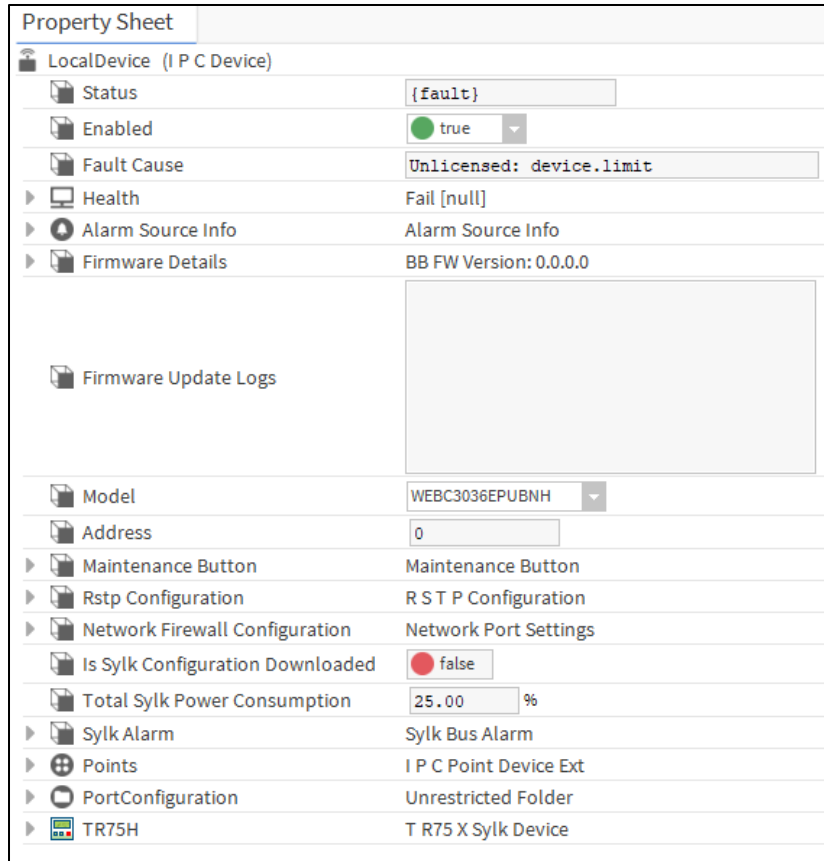 Property Sheet
LocalDevice (I P C Device)
Status {fault}
Enabled true
Fault Cause Unlicensed: device.limit
Health Fail [null]
Alarm Source Info Alarm Source Info
Firmware Details BB FW Version: 0.0.0.0
Firmware Update Logs
Model WEBC3036EPUBNH
Address 0
Maintenance Button Maintenance Button
Rstp Configuration R S T P Configuration
Network Firewall Configuration Network Port Settings
Is Sylk Configuration Downloaded false
Total Sylk Power Consumption 25.00 %
Sylk Alarm Sylk Bus Alarm
Points I P C Point Device Ext
PortConfiguration Unrestricted Folder
TR75H T R75 X Sylk Device